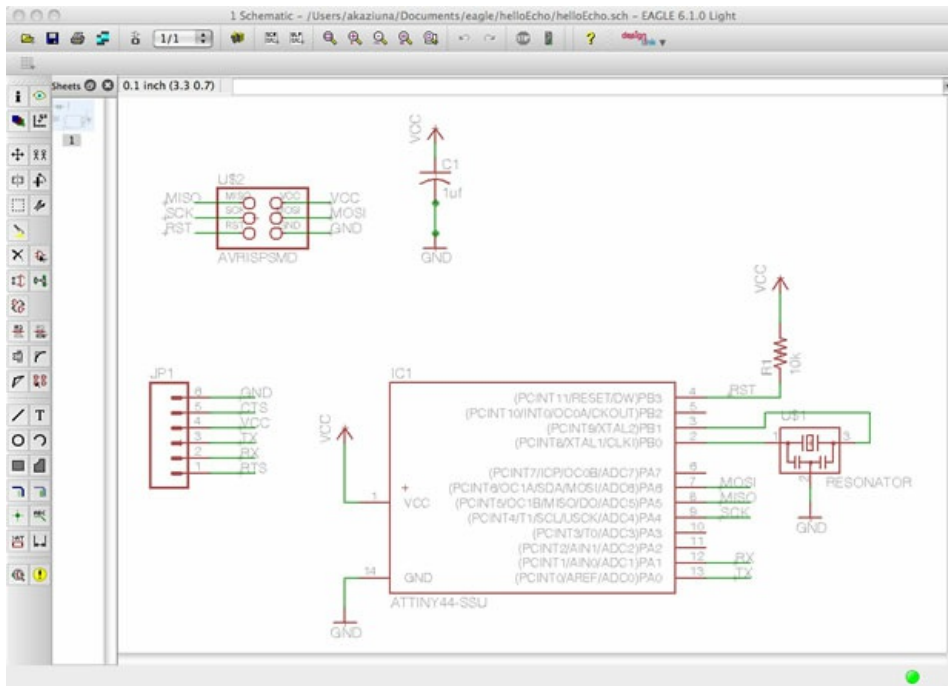 1 Schematic – /Users/akaziuna/Documents/eagle/helloEcho/helloEcho.sch – EAGLE 6.1.0 Light
1/1
Sheets
0.1 inch (3.3 0.7)
1
VCC
C1
1uf
GND
U$2
MISO
SCK
RST
MISO
SCK
RST
VCC
MOSI
GND
VCC
MOSI
GND
AVRISPSMD
VCC
R1
10k
JP1
6 GND
5 CTS
4 VCC
3 TX
2 RX
1 RTS
IC1
VCC
1 VCC
14 GND
GND
ATTINY44-SSU
(PCINT11/RESET/DW)PB3 4 RST
(PCINT10/INT0/OC0A/CKOUT)PB2 5
(PCINT9/XTAL2)PB1 3
(PCINT8/XTAL1/CLKI)PB0 2
(PCINT7/ICP/OC0B/ADC7)PA7 6
(PCINT6/OC1A/SDA/MOSI/ADC6)PA6 7 MOSI
(PCINT5/OC1B/MISO/DO/ADC5)PA5 8 MISO
(PCINT4/T1/SCL/USCK/ADC4)PA4 9 SCK
(PCINT3/T0/ADC3)PA3 10
(PCINT2/AIN1/ADC2)PA2 11
(PCINT1/AIN0/ADC1)PA1 12 RX
(PCINT0/AREF/ADC0)PA0 13 TX
U$1
1
3
2
RESONATOR
GND